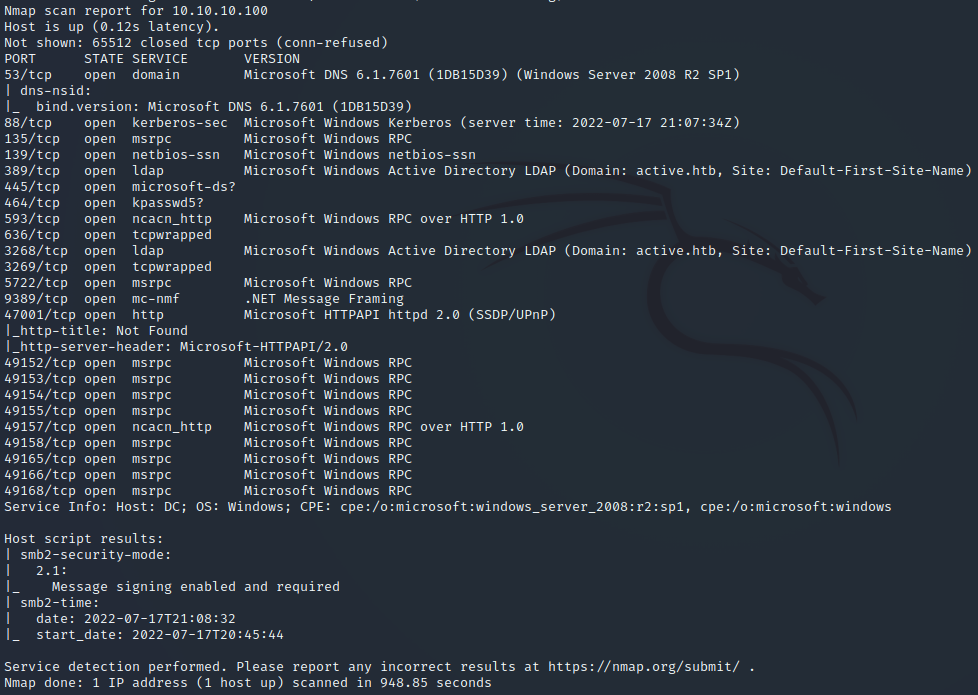 Nmap scan report for 10.10.10.100
Host is up (0.12s latency).
Not shown: 65512 closed tcp ports (conn-refused)
PORT      STATE SERVICE       VERSION
53/tcp    open  domain        Microsoft DNS 6.1.7601 (1DB15D39) (Windows Server 2008 R2 SP1)
| dns-nsid:
|_  bind.version: Microsoft DNS 6.1.7601 (1DB15D39)
88/tcp    open  kerberos-sec  Microsoft Windows Kerberos (server time: 2022-07-17 21:07:34Z)
135/tcp   open  msrpc         Microsoft Windows RPC
139/tcp   open  netbios-ssn   Microsoft Windows netbios-ssn
389/tcp   open  ldap          Microsoft Windows Active Directory LDAP (Domain: active.htb, Site: Default-First-Site-Name)
445/tcp   open  microsoft-ds?
464/tcp   open  kpasswd5?
593/tcp   open  ncacn_http    Microsoft Windows RPC over HTTP 1.0
636/tcp   open  tcpwrapped
3268/tcp  open  ldap          Microsoft Windows Active Directory LDAP (Domain: active.htb, Site: Default-First-Site-Name)
3269/tcp  open  tcpwrapped
5722/tcp  open  msrpc         Microsoft Windows RPC
9389/tcp  open  mc-nmf        .NET Message Framing
47001/tcp open  http          Microsoft HTTPAPI httpd 2.0 (SSDP/UPnP)
|_http-title: Not Found
|_http-server-header: Microsoft-HTTPAPI/2.0
49152/tcp open  msrpc         Microsoft Windows RPC
49153/tcp open  msrpc         Microsoft Windows RPC
49154/tcp open  msrpc         Microsoft Windows RPC
49155/tcp open  msrpc         Microsoft Windows RPC
49157/tcp open  ncacn_http    Microsoft Windows RPC over HTTP 1.0
49158/tcp open  msrpc         Microsoft Windows RPC
49165/tcp open  msrpc         Microsoft Windows RPC
49166/tcp open  msrpc         Microsoft Windows RPC
49168/tcp open  msrpc         Microsoft Windows RPC
Service Info: Host: DC; OS: Windows; CPE: cpe:/o:microsoft:windows_server_2008:r2:sp1, cpe:/o:microsoft:windows

Host script results:
| smb2-security-mode:
|   2.1:
|_    Message signing enabled and required
| smb2-time:
|   date: 2022-07-17T21:08:32
|_  start_date: 2022-07-17T20:45:44

Service detection performed. Please report any incorrect results at https://nmap.org/submit/ .
Nmap done: 1 IP address (1 host up) scanned in 948.85 seconds